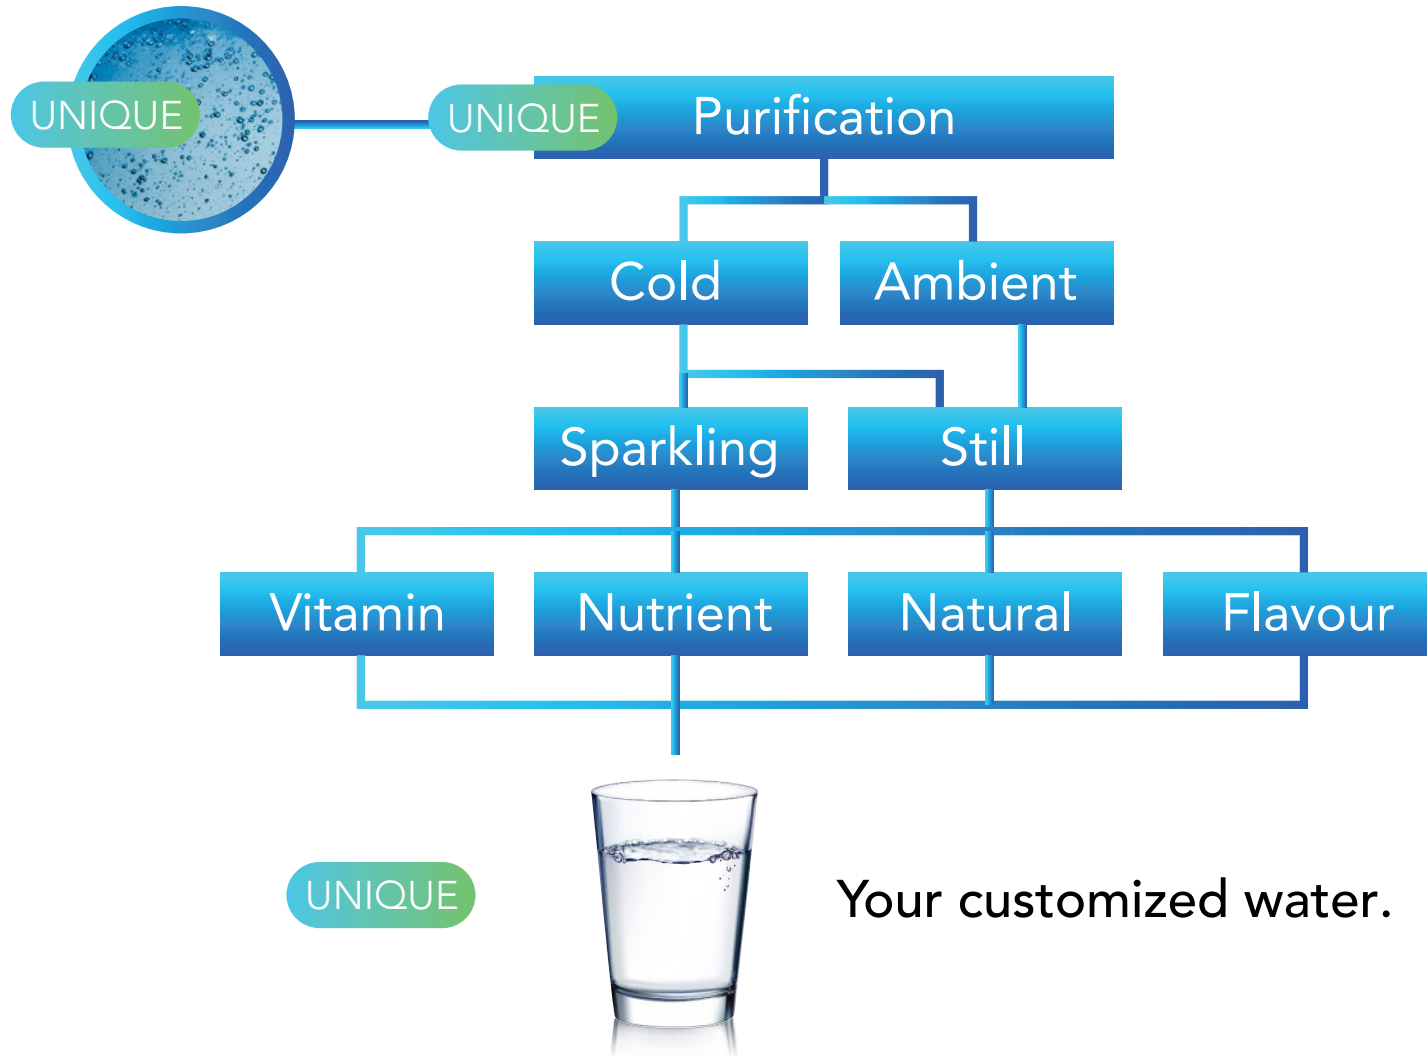 UNIQUE
UNIQUE
Purification
Cold
Ambient
Sparkling
Still
Vitamin
Nutrient
Natural
Flavour
UNIQUE
Your customized water.